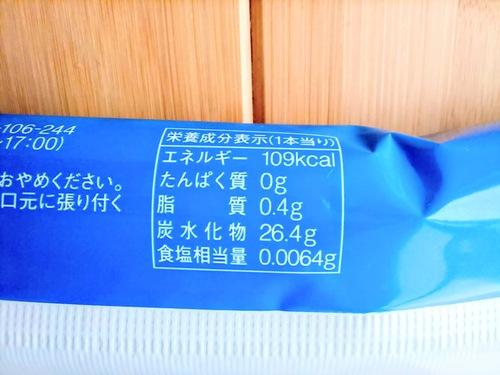 -106-244
17:00)
おやめください。
口元に張り付く
栄養成分表示(1本当り)
エネルギー 109kcal
たんぱく質 0g
脂 質 0.4g
炭水化物 26.4g
食塩相当量 0.0064g